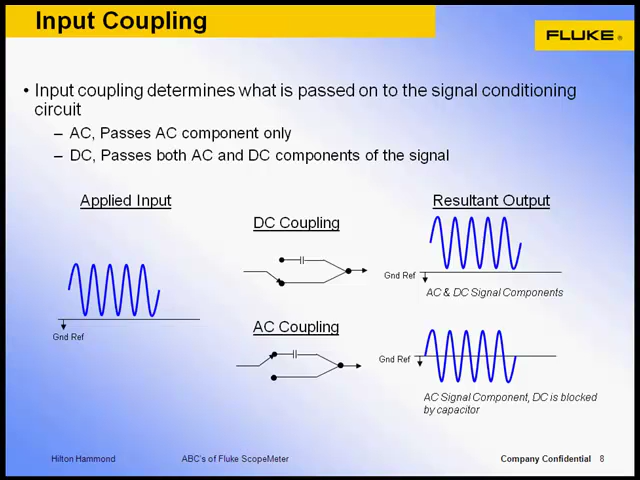 Input Coupling
FLUKE®
• Input coupling determines what is passed on to the signal conditioning
circuit
– AC, Passes AC component only
– DC, Passes both AC and DC components of the signal
Applied Input
Resultant Output
DC Coupling
Gnd Ref
AC & DC Signal Components
AC Coupling
Gnd Ref
Gnd Ref
AC Signal Component, DC is blocked
by capacitor
Hilton Hammond
ABC's of Fluke ScopeMeter
Company Confidential 8